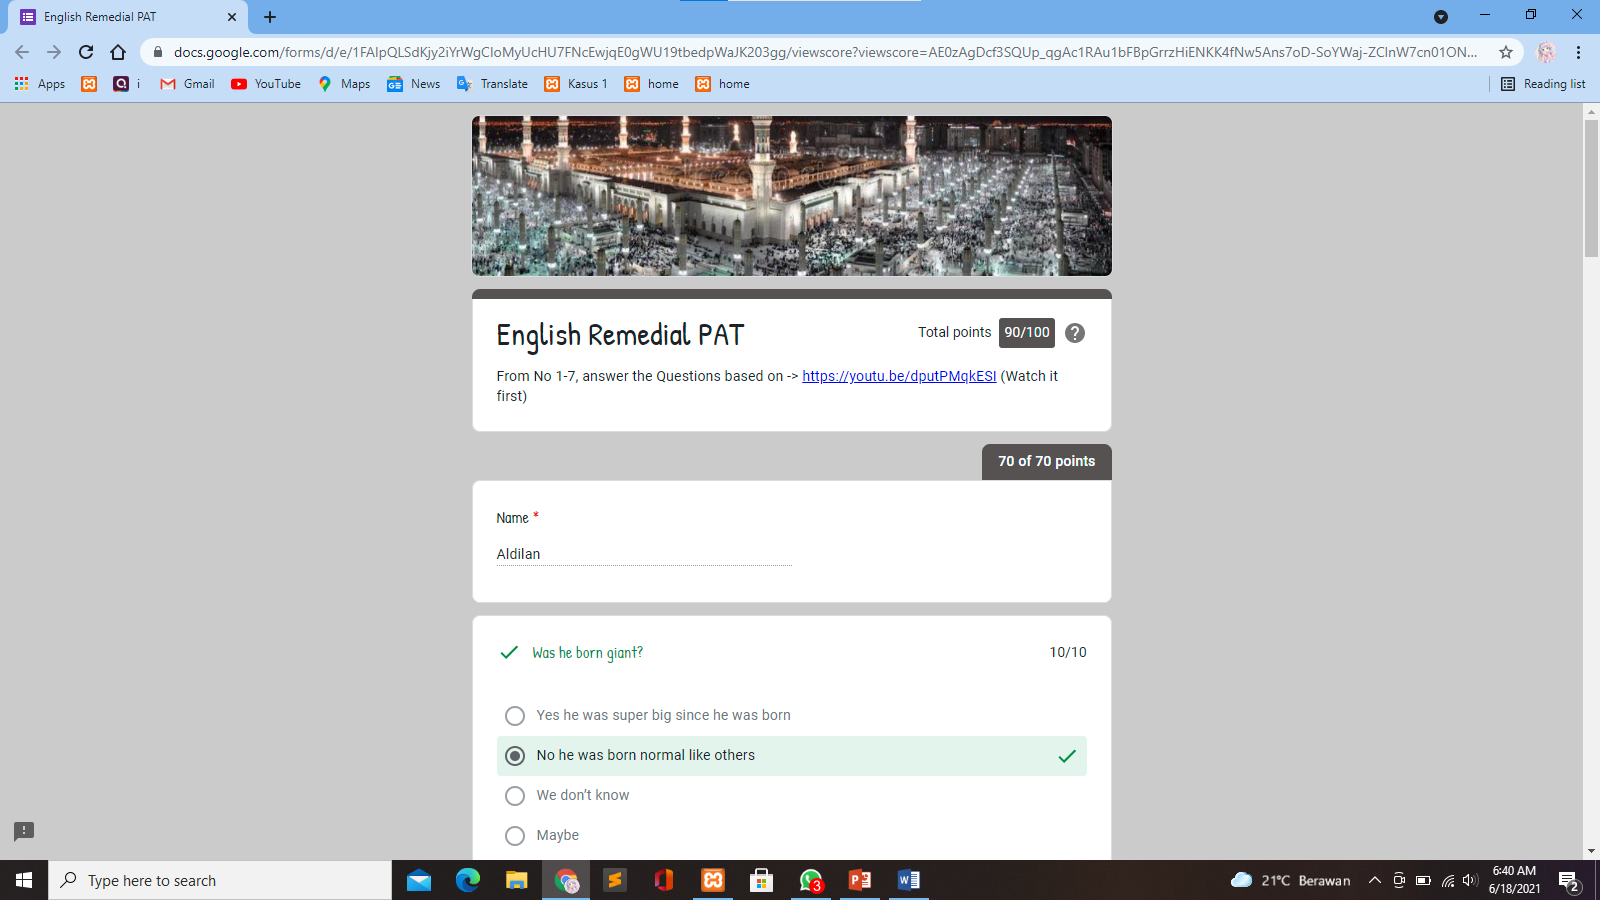 English Remedial PAT
docs.google.com/forms/d/e/1FAIpQLSdKjy2iYrWgCIoMyUcHU7FNcEwjqE0gWU19tbedpWaJK203gg/viewscore?viewscore=AE0zAgDcf3SQUp_qgAc1RAu1bFBpGrrzHiENKK4fNw5Ans7oD-SoYWaj-ZClnW7cn01ON...
Apps i Gmail YouTube Maps News Translate Kasus 1 home home Reading list
English Remedial PAT
Total points 90/100
From No 1-7, answer the Questions based on -> https://youtu.be/dputPMqkESI (Watch it
first)
70 of 70 points
Name *
Aldilan
Was he born giant? 10/10
Yes he was super big since he was born
No he was born normal like others
We don't know
Maybe
Type here to search
3
21°C Berawan
6:40 AM
6/18/2021
2